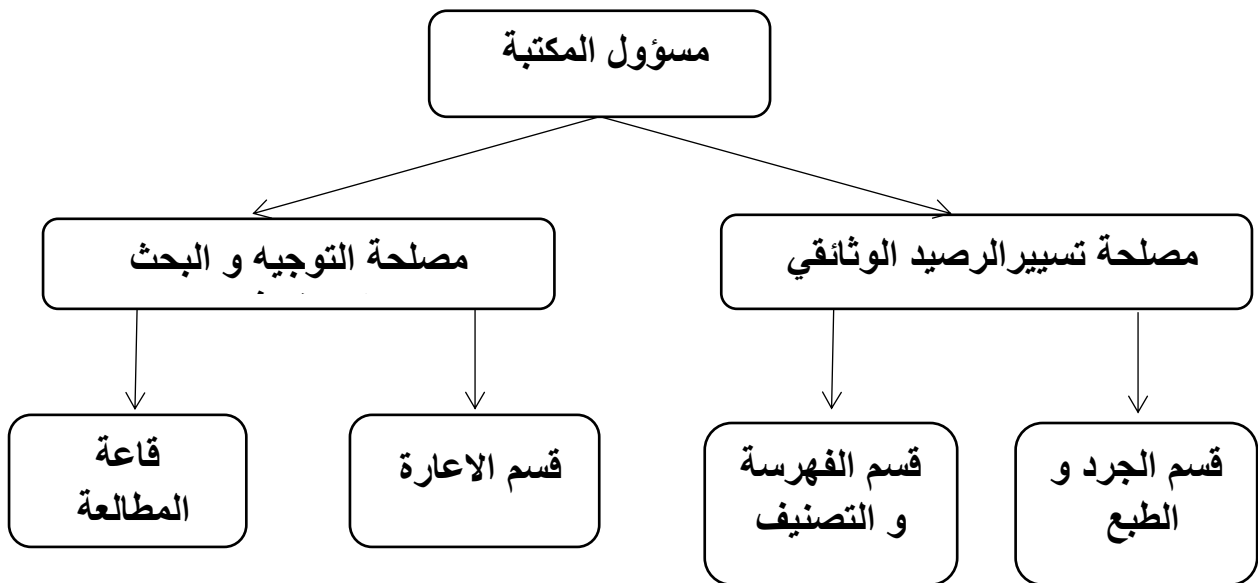 مسؤول المكتبة
مصلحة تسييرالرصيد الوثائقي
مصلحة التوجيه و البحث
قسم الجرد و
الطبع
قسم الفهرسة
و التصنيف
قسم الاعارة
قاعة
المطالعة